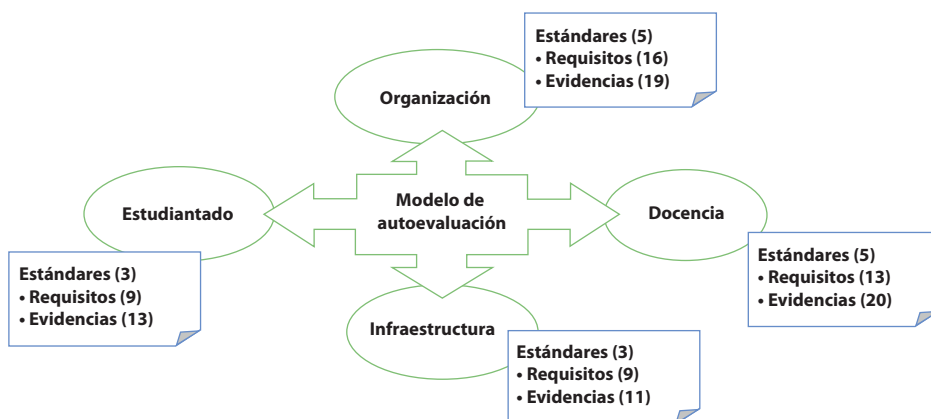 Estándares (5)
• Requisitos (16)
• Evidencias (19)
Organización
Estudiantado
Modelo de
autoevaluación
Docencia
Estándares (3)
• Requisitos (9)
• Evidencias (13)
Estándares (5)
• Requisitos (13)
• Evidencias (20)
Infraestructura
Estándares (3)
• Requisitos (9)
• Evidencias (11)